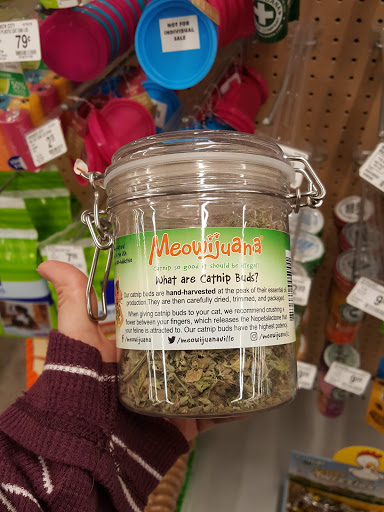 79¢
NOT FOR
INDIVIDUAL
SALE
Meowijuana
Catnip so good it should be illegal!
What are Catnip Buds?
Our catnip buds are hand-harvested at the peak of their essential oil
production. They are then carefully dried, trimmed, and packaged.
When giving catnip buds to your cat, we recommend crushing a
flower between your fingers, which releases the Nepetalactone that
your feline is attracted to. Our catnip buds have the highest potency.
/meowijuana /meowijuanaville /meowijuana